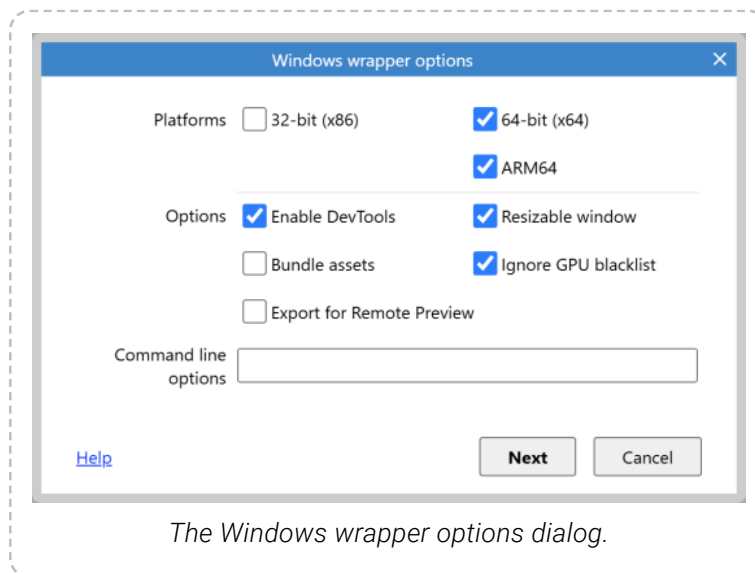 Windows wrapper options
Platforms 32-bit (x86) 64-bit (x64)
ARM64
Options Enable DevTools Resizable window
Bundle assets Ignore GPU blacklist
Export for Remote Preview
Command line
options
Help Next Cancel
The Windows wrapper options dialog.